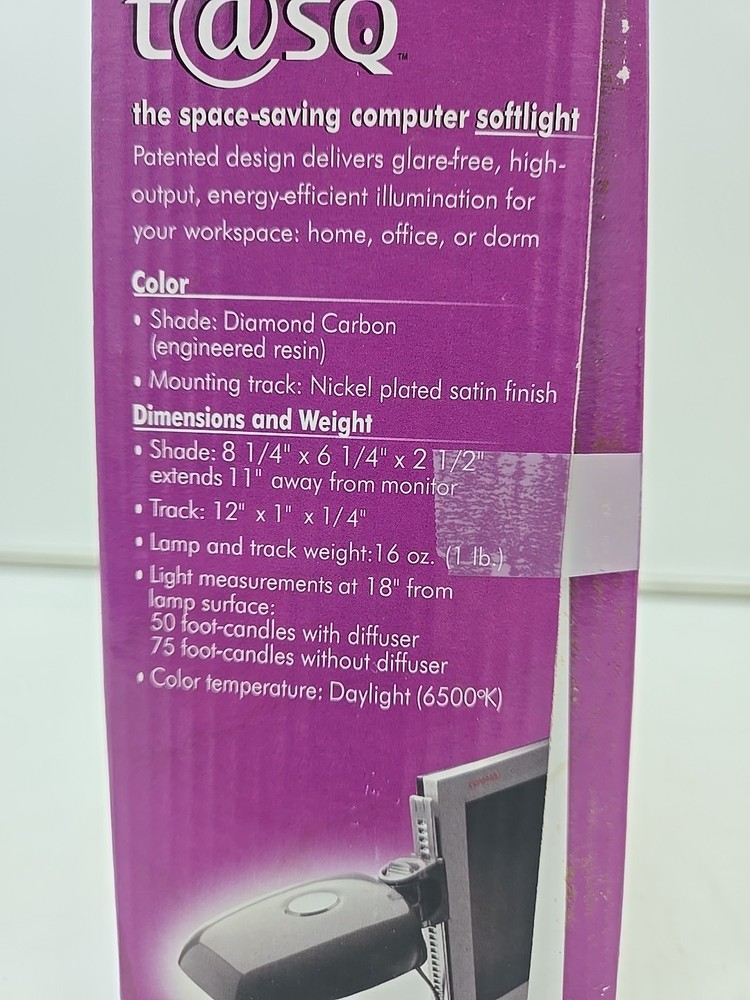 t@sQ™
the space-saving computer softlight
Patented design delivers glare-free, high-
output, energy-efficient illumination for
your workspace: home, office, or dorm
Color
• Shade: Diamond Carbon
(engineered resin)
• Mounting track: Nickel plated satin finish
Dimensions and Weight
• Shade: 8 1/4" x 6 1/4" x 2 1/2"
extends 11" away from monitor
• Track: 12" x 1" x 1/4"
• Lamp and track weight:16 oz. (1 lb.)
• Light measurements at 18" from
lamp surface:
50 foot-candles with diffuser
75 foot-candles without diffuser
• Color temperature: Daylight (6500°K)